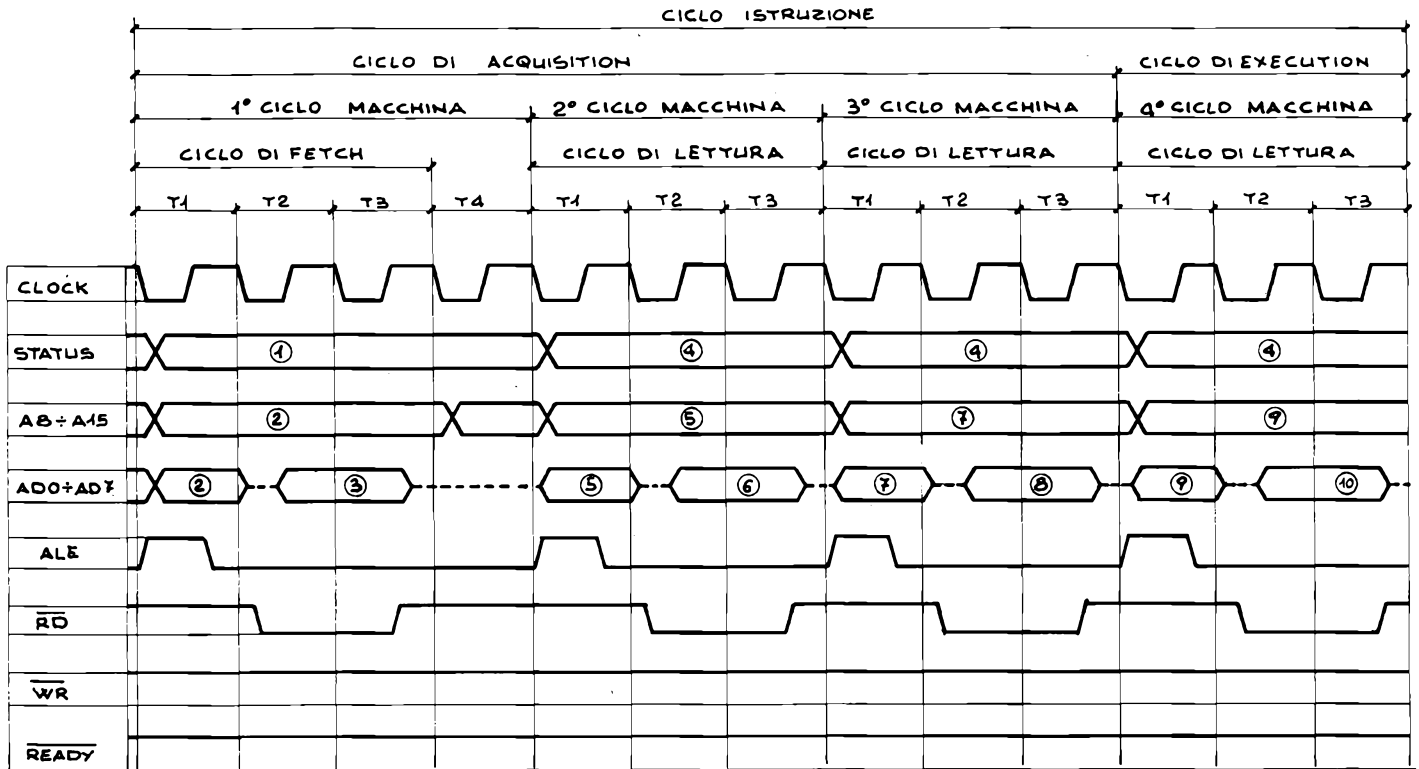 CICLO ISTRUZIONE
CICLO DI ACQUISITION CICLO DI EXECUTION
1° CICLO MACCHINA 2° CICLO MACCHINA 3° CICLO MACCHINA 4° CICLO MACCHINA
CICLO DI FETCH CICLO DI LETTURA CICLO DI LETTURA CICLO DI LETTURA
T1 T2 T3 T4 T1 T2 T3 T1 T2 T3 T1 T2 T3
CLOCK
STATUS 1 4 4 4
A8÷A15 2 5 7 9
AD0÷AD7 2 3 5 6 7 8 9 10
ALE
RD
WR
READY